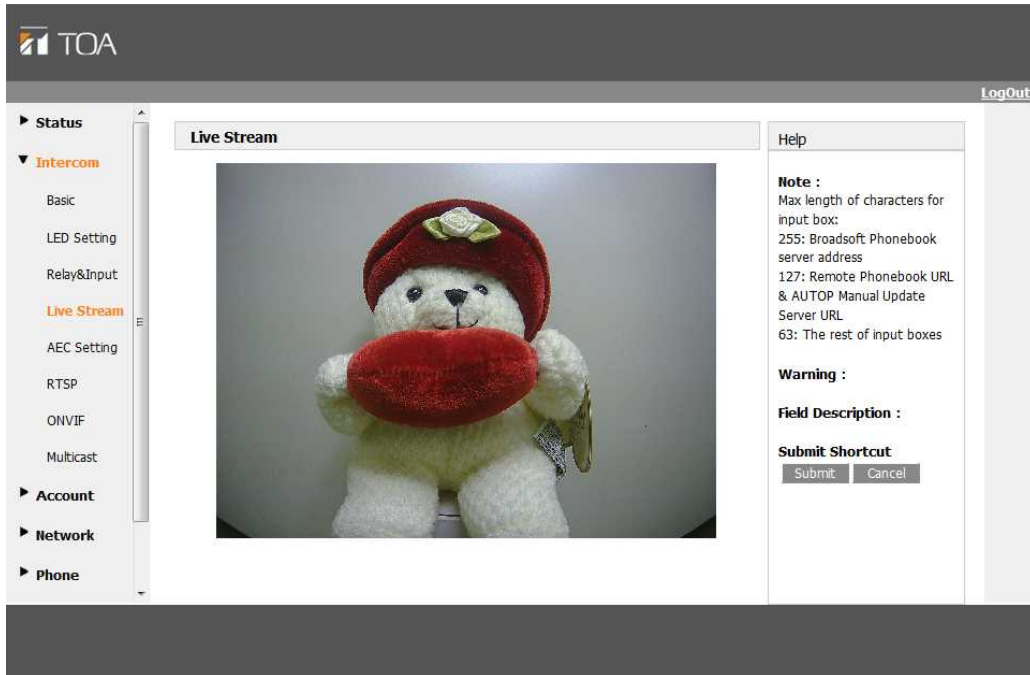 TOA
LogOut
Status
Intercom
Basic
LED Setting
Relay&Input
Live Stream
AEC Setting
RTSP
ONVIF
Multicast
Account
Network
Phone
Live Stream
Help
Note :
Max length of characters for
input box:
255: Broadsoft Phonebook
server address
127: Remote Phonebook URL
& AUTOP Manual Update
Server URL
63: The rest of input boxes
Warning :
Field Description :
Submit Shortcut
Submit Cancel